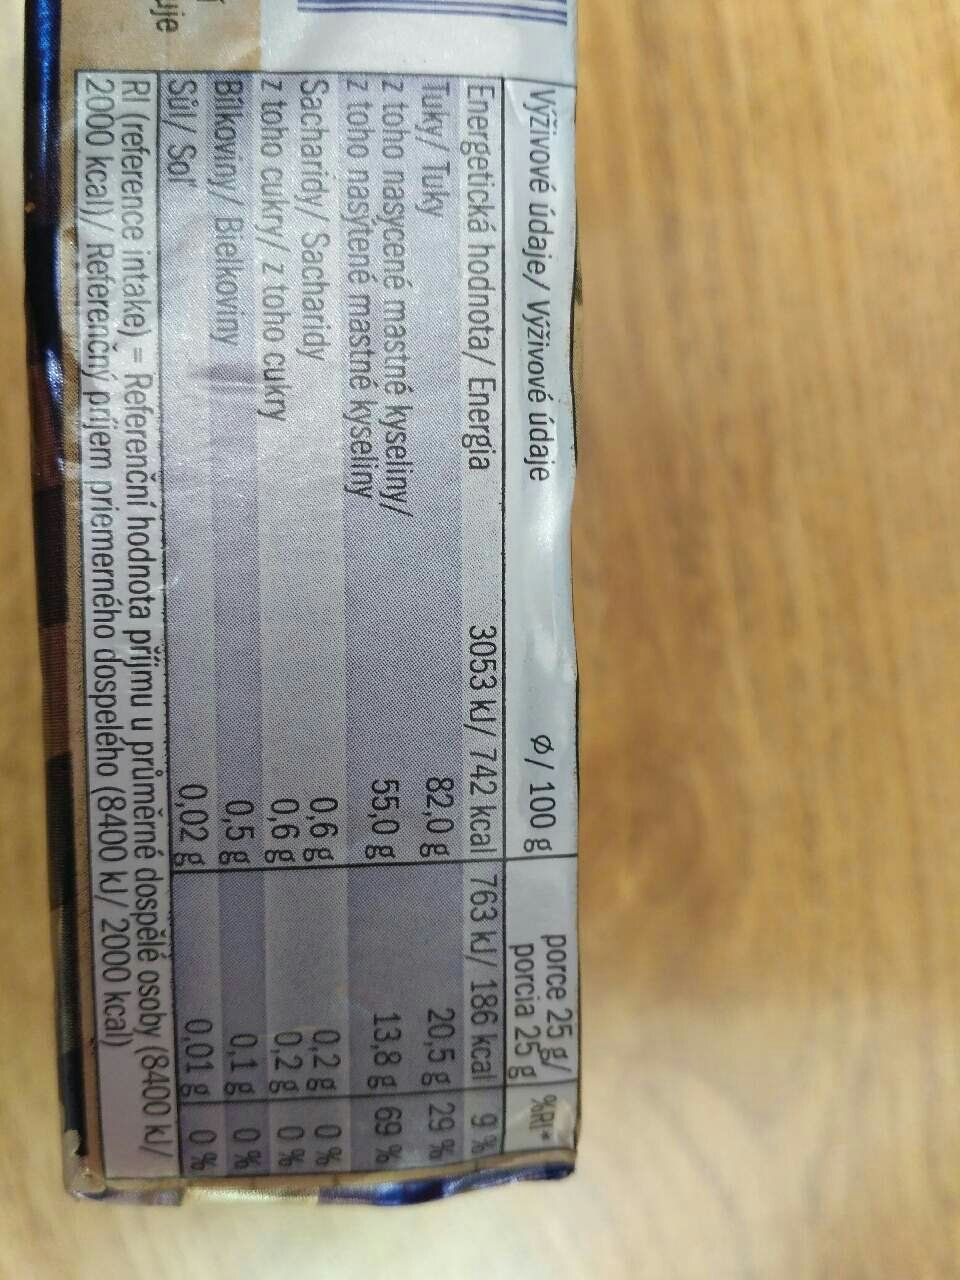 Výživové údaje/ Výživové údaje ø/ 100 g porce 25 g/ porcia 25 g %RI*
Energetická hodnota/ Energia 3053 kJ/ 742 kcal 763 kJ/ 186 kcal 9 %
Tuky/ Tuky 82,0 g 20,5 g 29 %
z toho nasycené mastné kyseliny/
z toho nasýtené mastné kyseliny 55,0 g 13,8 g 69 %
Sacharidy/ Sacharidy 0,6 g 0,2 g 0 %
z toho cukry/ z toho cukry 0,6 g 0,2 g 0 %
Bílkoviny/ Bielkoviny 0,5 g 0,1 g 0 %
Sůl/ Soľ 0,02 g 0,01 g 0 %
RI (reference intake) = Referenční hodnota příjmu u průměrné dospělé osoby (8400 kJ/
2000 kcal)/ Referenčný príjem priemerného dospelého (8400 kJ/ 2000 kcal)